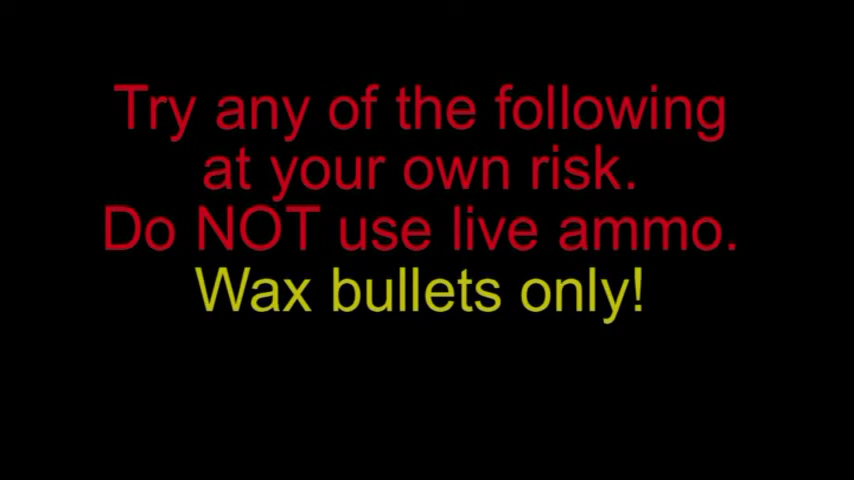 Try any of the following
at your own risk.
Do NOT use live ammo.
Wax bullets only!